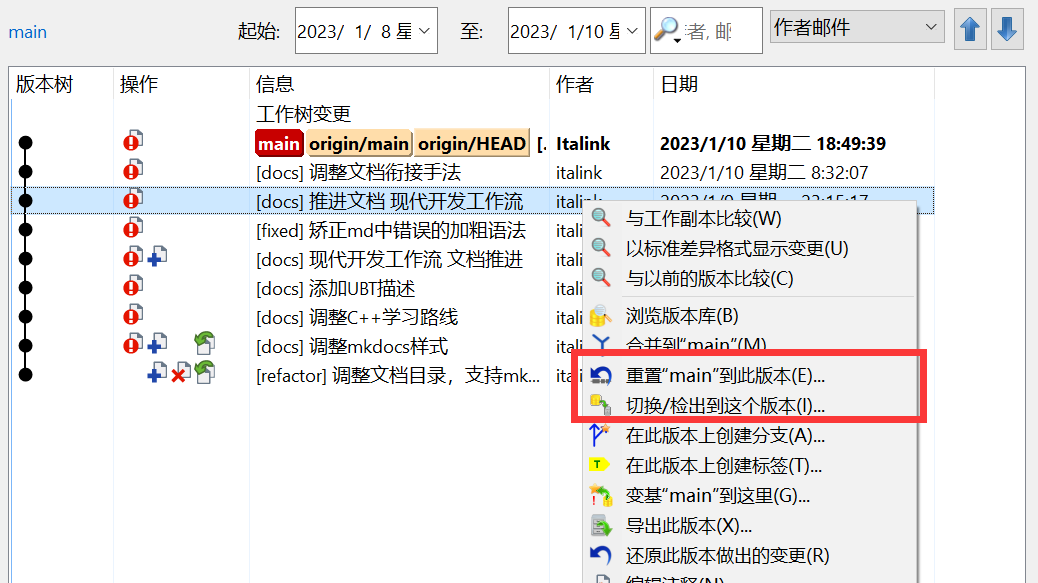 main 起始: 2023/ 1/ 8 星 至: 2023/ 1/10 者, 邮 作者邮件
版本树 操作 信息 作者 日期
工作树变更
main origin/main origin/HEAD [. Italink 2023/1/10 星期二 18:49:39
[docs] 调整文档衔接手法 italink 2023/1/10 星期二 8:32:07
[docs] 推进文档 现代开发工作流
[fixed] 矫正md中错误的加粗语法 itali
[docs] 现代开发工作流 文档推进 itali
[docs] 添加UBT描述 itali
[docs] 调整C++学习路线 itali
[docs] 调整mkdocs样式 itali
[refactor] 调整文档目录，支持mk... itali
与工作副本比较(W)
以标准差异格式显示变更(U)
与以前的版本比较(C)
浏览版本库(B)
合并到“main”(M)
重置“main”到此版本(E)...
切换/检出到这个版本(I)...
在此版本上创建分支(A)...
在此版本上创建标签(T)...
变基“main”到这里(G)...
导出此版本(X)...
还原此版本做出的变更(R)
编辑注释(N)